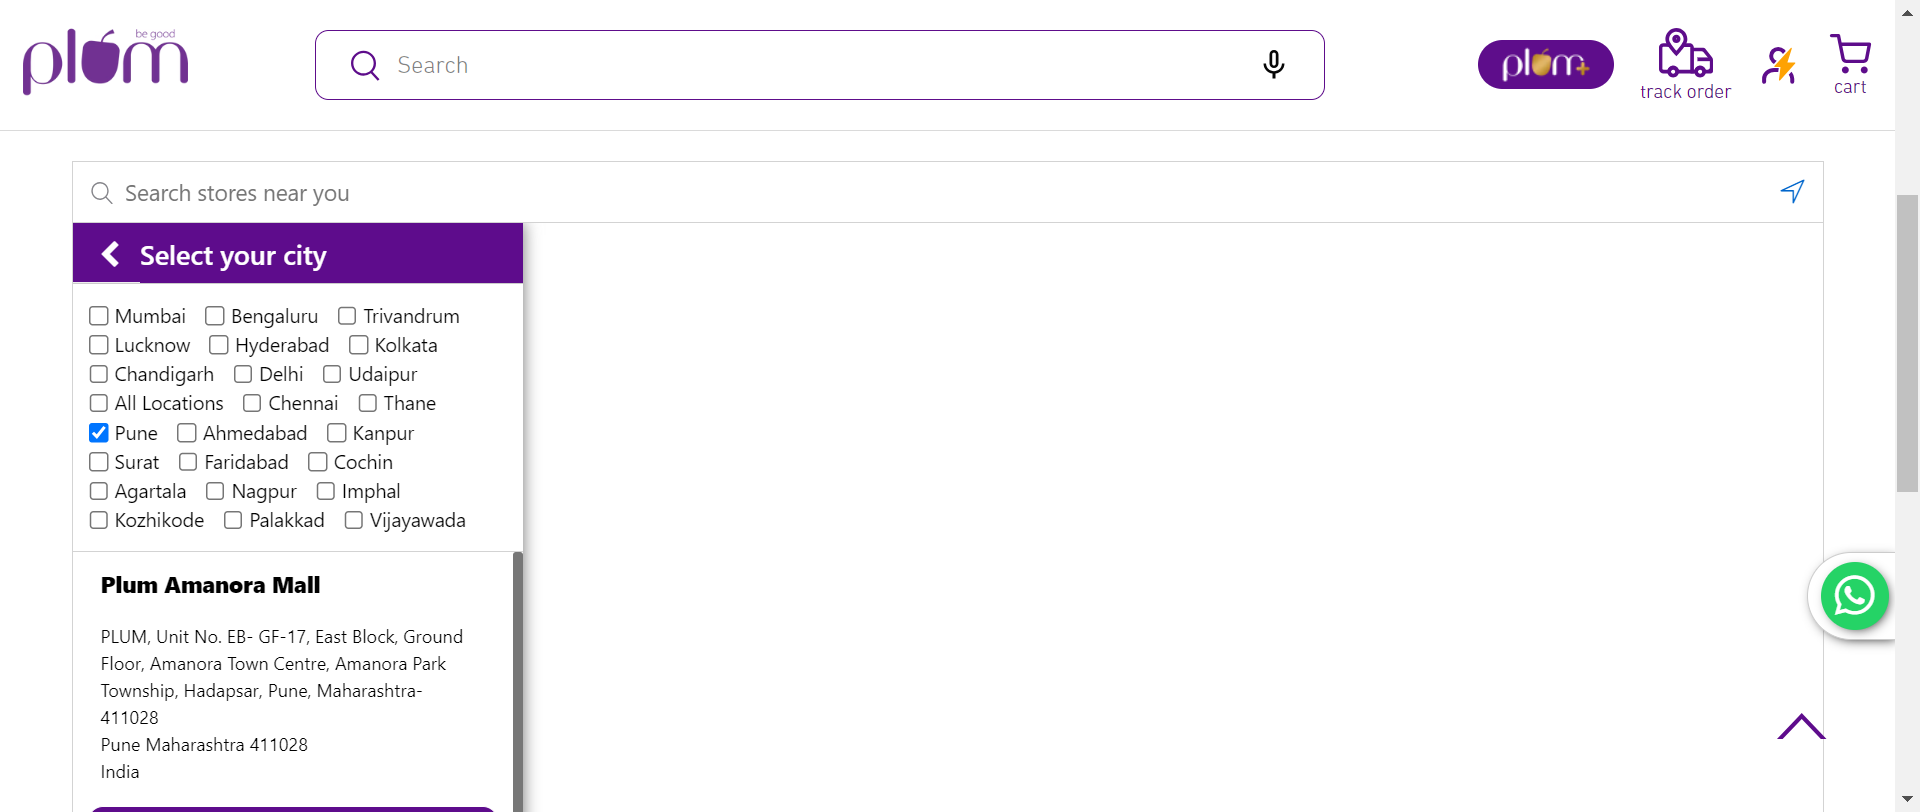 be good
plum
Search
plum+
track order
cart
Search stores near you
Select your city
Mumbai Bengaluru Trivandrum
Lucknow Hyderabad Kolkata
Chandigarh Delhi Udaipur
All Locations Chennai Thane
Pune Ahmedabad Kanpur
Surat Faridabad Cochin
Agartala Nagpur Imphal
Kozhikode Palakkad Vijayawada
Plum Amanora Mall
PLUM, Unit No. EB- GF-17, East Block, Ground
Floor, Amanora Town Centre, Amanora Park
Township, Hadapsar, Pune, Maharashtra-
411028
Pune Maharashtra 411028
India